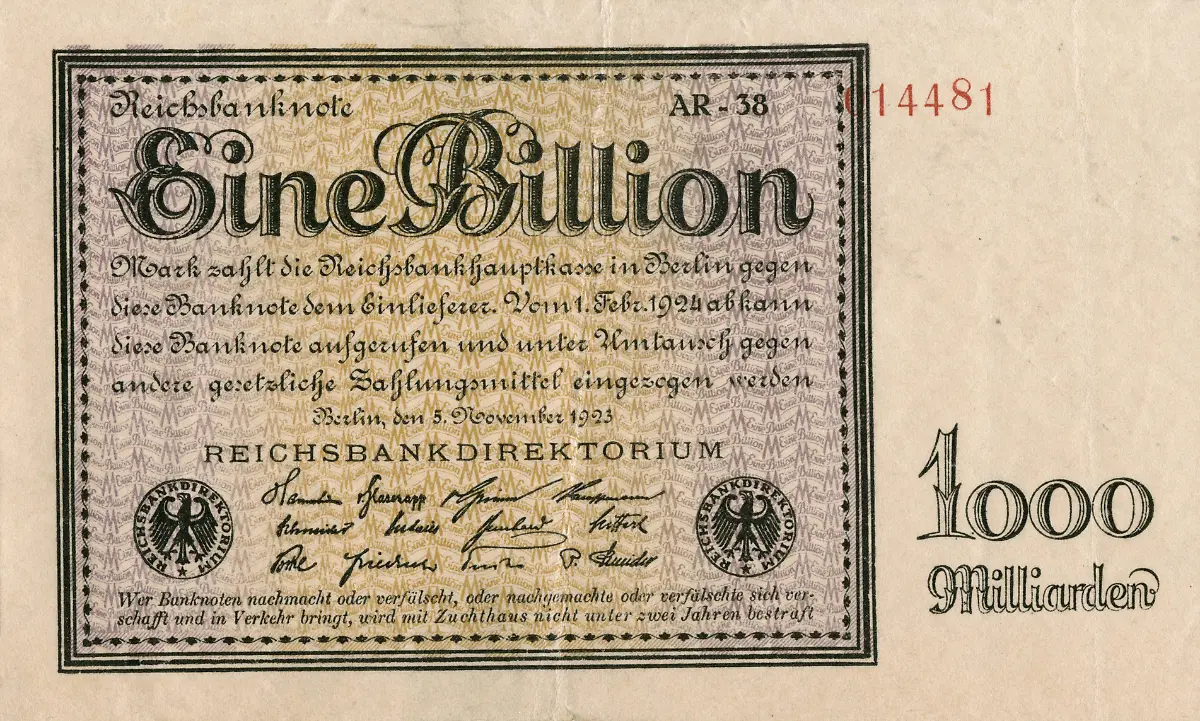 Reichsbanknote AR-38 014481
Eine Billion
Mark zahlt die Reichsbankhauptkasse in Berlin gegen
diese Banknote dem Einlieferer. Vom 1. Febr. 1924 ab kann
diese Banknote aufgerufen und unter Umtausch gegen
andere gesetzliche Zahlungsmittel eingezogen werden
Berlin, den 5. November 1923
REICHSBANKDIREKTORIUM
REICHSBANKDIREKTORIUM
REICHSBANKDIREKTORIUM
Wer Banknoten nachmacht oder verfälscht, oder nachgemachte oder verfälschte sich ver-
schafft und in Verkehr bringt, wird mit Zuchthaus nicht unter zwei Jahren bestraft
1000
Milliarden